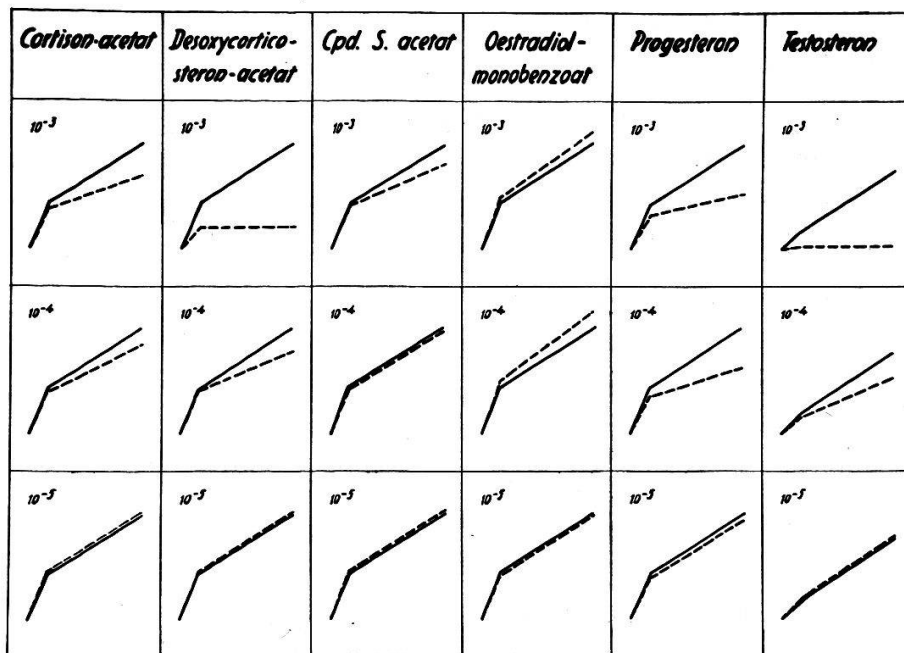 Cortison-acetat
Desoxycortico-
steron-acetat
Cpd. S. acetat
Oestradiol-
monobenzoat
Progesteron
Testosteron
10⁻³ 10⁻³ 10⁻³ 10⁻³ 10⁻³ 10⁻³
10⁻⁴ 10⁻⁴ 10⁻⁴ 10⁻⁴ 10⁻⁴ 10⁻⁴
10⁻⁵ 10⁻⁵ 10⁻⁵ 10⁻⁵ 10⁻⁵ 10⁻⁵